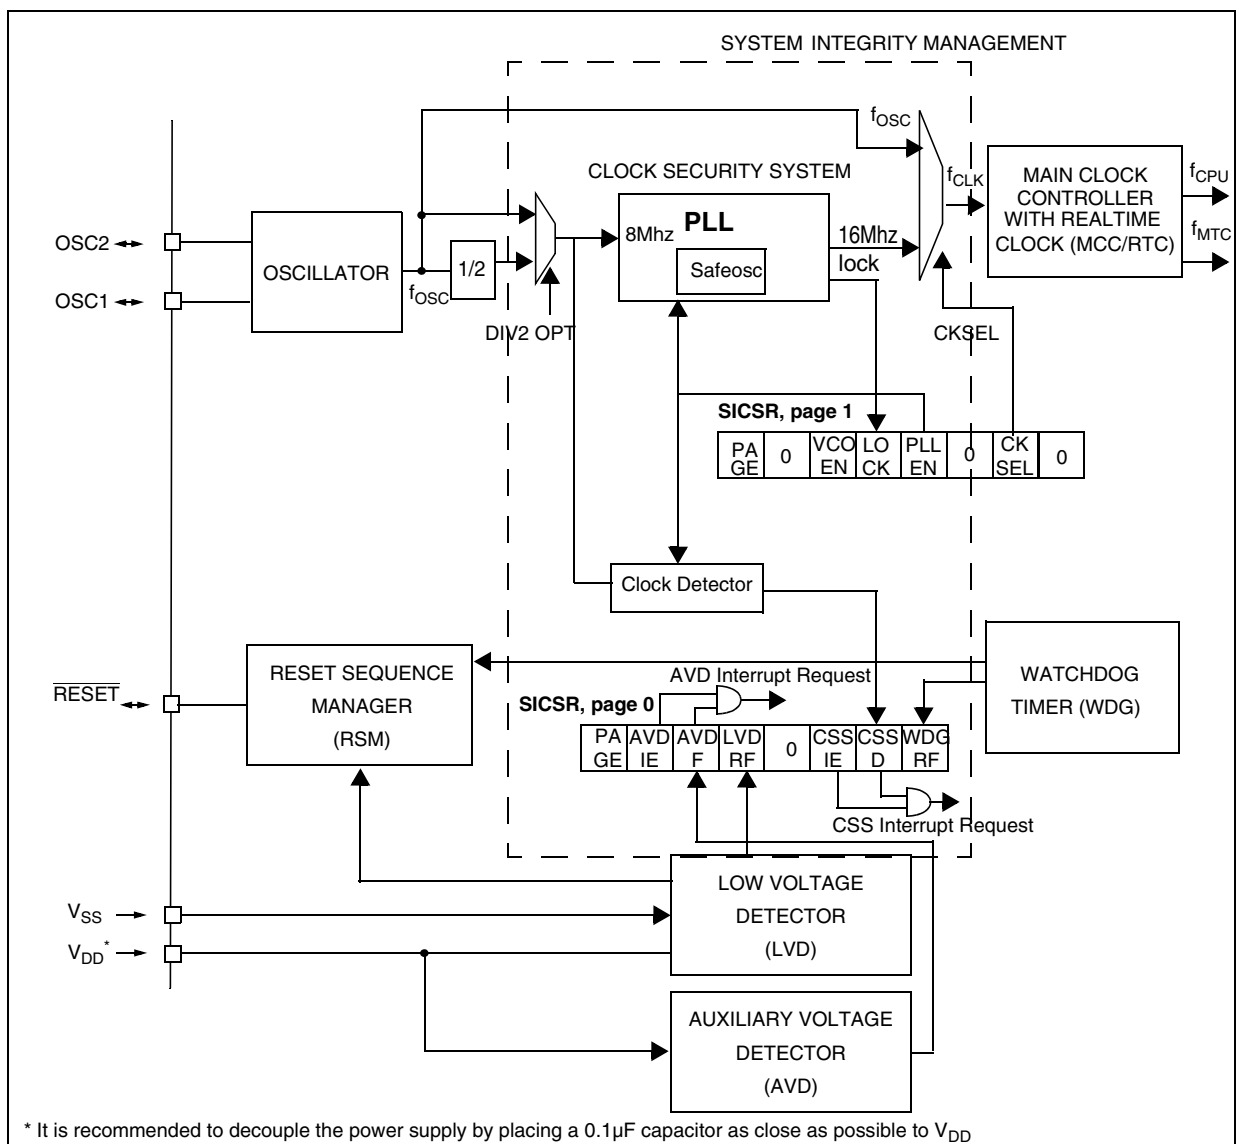 SYSTEM INTEGRITY MANAGEMENT
fOSC
CLOCK SECURITY SYSTEM
fCLK
MAIN CLOCK
CONTROLLER
WITH REALTIME
CLOCK (MCC/RTC)
fCPU
fMTC
OSC2
OSC1
OSCILLATOR
fOSC
1/2
DIV2 OPT
8Mhz
PLL
Safeosc
16Mhz
lock
CKSEL
SICSR, page 1
PA
GE
0
VCO
EN
LO
CK
PLL
EN
0
CK
SEL
0
Clock Detector
RESET
RESET SEQUENCE
MANAGER
(RSM)
AVD Interrupt Request
SICSR, page 0
WATCHDOG
TIMER (WDG)
PA
GE
AVD
IE
AVD
F
LVD
RF
0
CSS
IE
CSS
D
WDG
RF
CSS Interrupt Request
VSS
VDD*
LOW VOLTAGE
DETECTOR
(LVD)
AUXILIARY VOLTAGE
DETECTOR
(AVD)
* It is recommended to decouple the power supply by placing a 0.1µF capacitor as close as possible to VDD